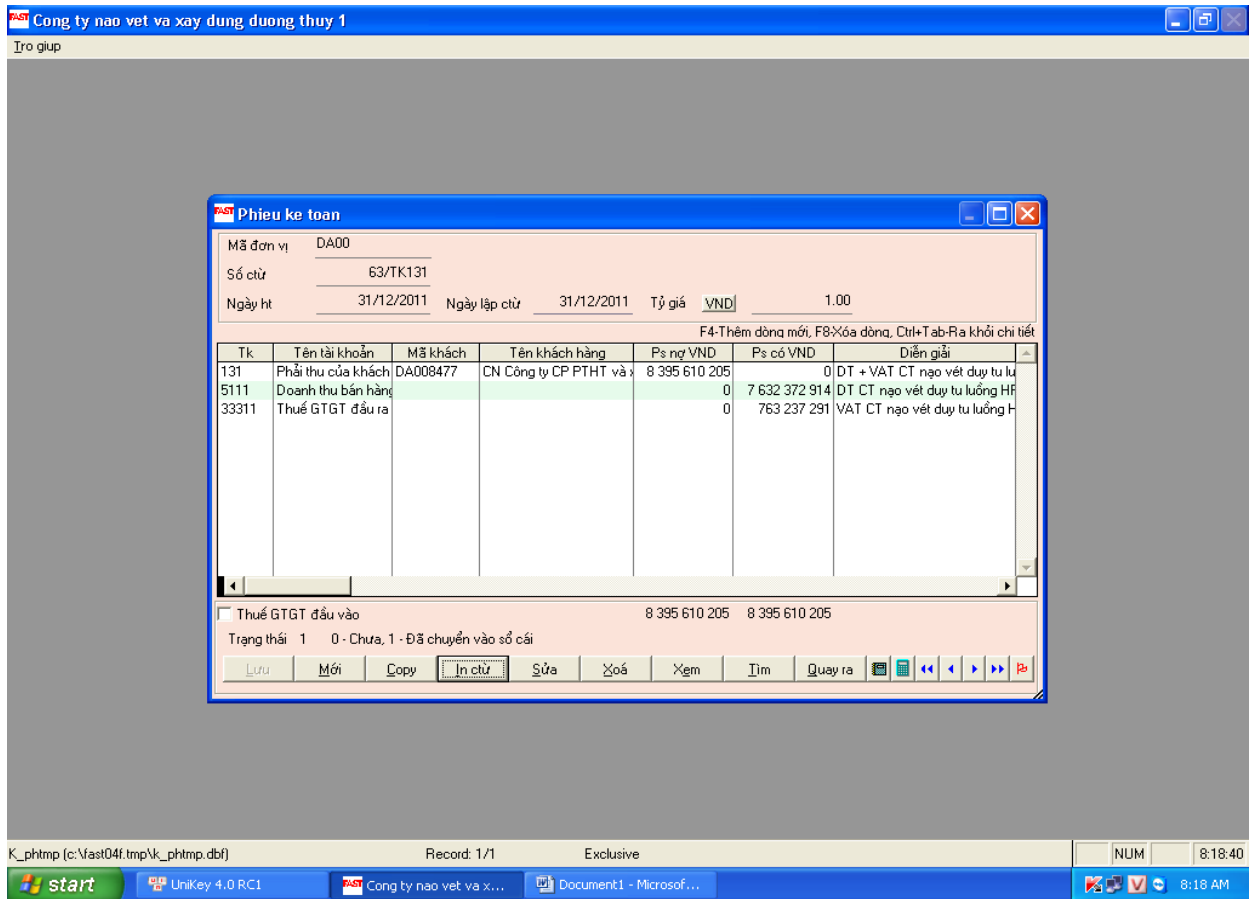 FAST Cong ty nao vet va xay dung duong thuy 1
Tro giup
FAST Phieu ke toan
Mã đơn vị DA00
Số ctừ 63/TK131
Ngày ht 31/12/2011 Ngày lập ctừ 31/12/2011 Tỷ giá VND 1.00
F4-Thêm dòng mới, F8-Xóa dòng, Ctrl+Tab-Ra khỏi chi tiết
Tk Tên tài khoản Mã khách Tên khách hàng Ps nợ VND Ps có VND Diễn giải
131 Phải thu của khách DA008477 CN Công ty CP PTHT và x 8 395 610 205 0 DT + VAT CT nạo vét duy tu lu
5111 Doanh thu bán hàng 0 7 632 372 914 DT CT nạo vét duy tu luồng HF
33311 Thuế GTGT đầu ra 0 763 237 291 VAT CT nạo vét duy tu luồng H
Thuế GTGT đầu vào 8 395 610 205 8 395 610 205
Trạng thái 1 0 - Chưa, 1 - Đã chuyển vào sổ cái
Lưu Mới Copy In ctừ Sửa Xoá Xem Tìm Quay ra
K_phtmp (c:\fast04f.tmp\k_phtmp.dbf) Record: 1/1 Exclusive NUM 8:18:40
start UniKey 4.0 RC1 FAST Cong ty nao vet va x... Document1 - Microsof... 8:18 AM